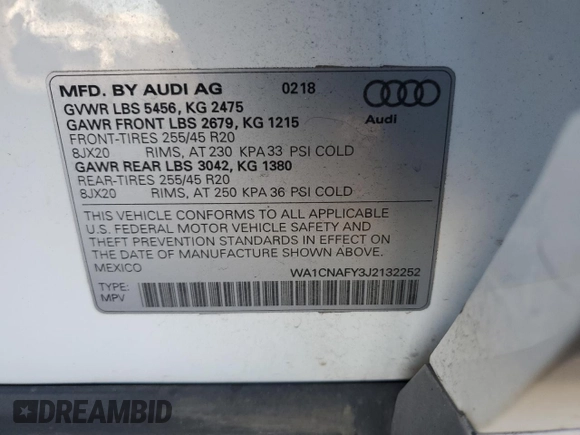 MFD. BY AUDI AG 0218
GVWR LBS 5456, KG 2475
GAWR FRONT LBS 2679, KG 1215
FRONT-TIRES 255/45 R20
8JX20 RIMS, AT 230 KPA 33 PSI COLD
GAWR REAR LBS 3042, KG 1380
REAR-TIRES 255/45 R20
8JX20 RIMS, AT 250 KPA 36 PSI COLD
THIS VEHICLE CONFORMS TO ALL APPLICABLE
U.S. FEDERAL MOTOR VEHICLE SAFETY AND
THEFT PREVENTION STANDARDS IN EFFECT ON
THE DATE OF MANUFACTURE SHOWN ABOVE.
MEXICO WA1CNAFY3J2132252
TYPE:
MPV
DREAMBID